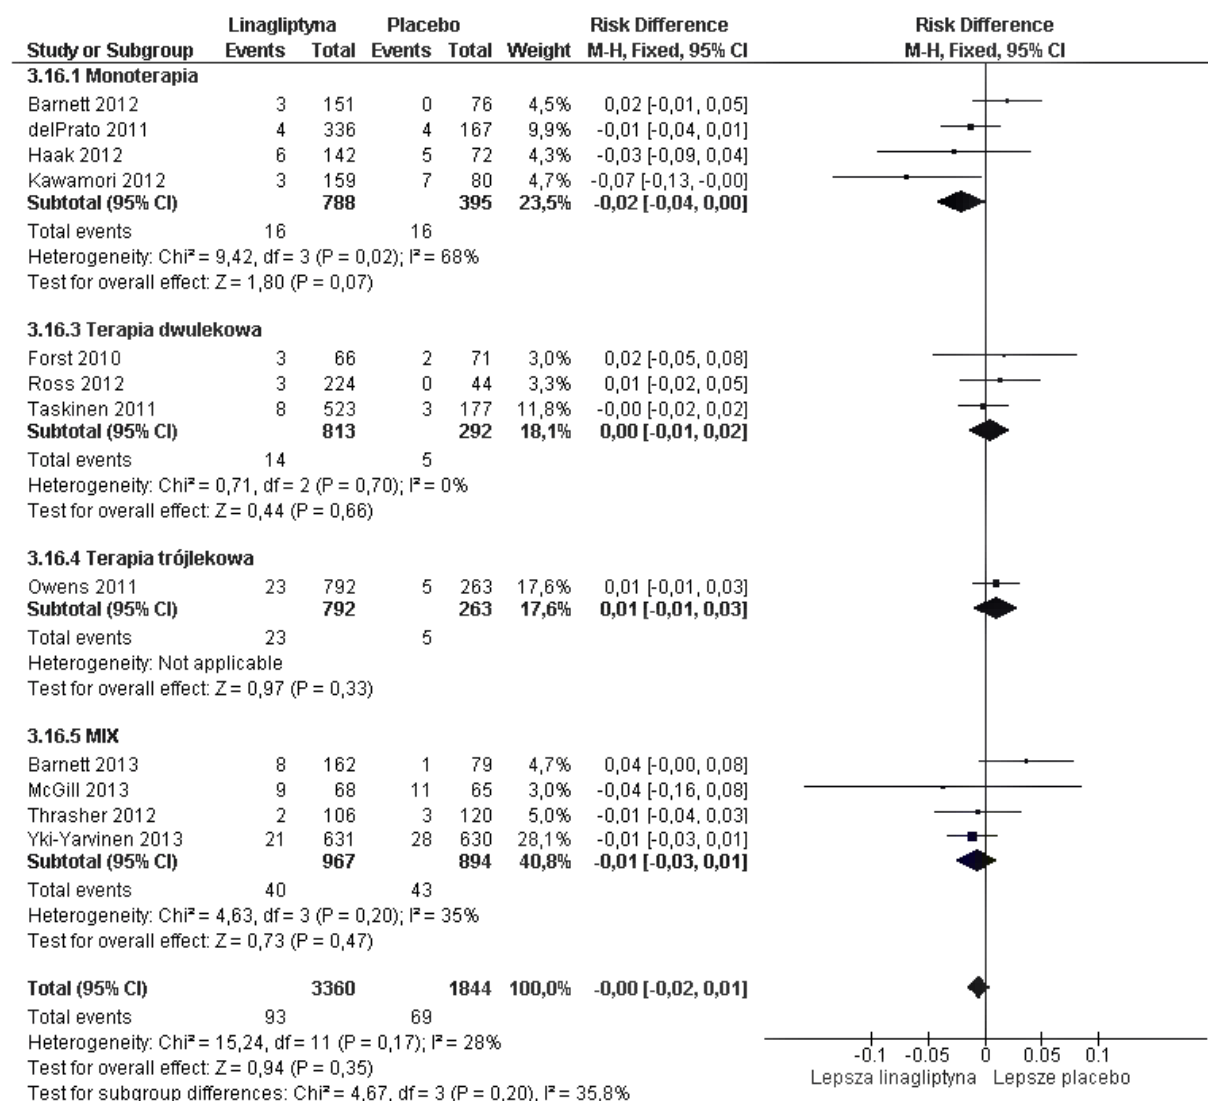 Linagliptyna Placebo Risk Difference Risk Difference
Study or Subgroup Events Total Events Total Weight M-H, Fixed, 95% CI M-H, Fixed, 95% CI
3.16.1 Monoterapia
Barnett 2012 3 151 0 76 4,5% 0,02 [-0,01, 0,05]
delPrato 2011 4 336 4 167 9,9% -0,01 [-0,04, 0,01]
Haak 2012 6 142 5 72 4,3% -0,03 [-0,09, 0,04]
Kawamori 2012 3 159 7 80 4,7% -0,07 [-0,13, -0,00]
Subtotal (95% CI) 788 395 23,5% -0,02 [-0,04, 0,00]
Total events 16 16
Heterogeneity: Chi² = 9,42, df = 3 (P = 0,02); I² = 68%
Test for overall effect: Z = 1,80 (P = 0,07)
3.16.3 Terapia dwulekowa
Forst 2010 3 66 2 71 3,0% 0,02 [-0,05, 0,08]
Ross 2012 3 224 0 44 3,3% 0,01 [-0,02, 0,05]
Taskinen 2011 8 523 3 177 11,8% -0,00 [-0,02, 0,02]
Subtotal (95% CI) 813 292 18,1% 0,00 [-0,01, 0,02]
Total events 14 5
Heterogeneity: Chi² = 0,71, df = 2 (P = 0,70); I² = 0%
Test for overall effect: Z = 0,44 (P = 0,66)
3.16.4 Terapia trójlekowa
Owens 2011 23 792 5 263 17,6% 0,01 [-0,01, 0,03]
Subtotal (95% CI) 792 263 17,6% 0,01 [-0,01, 0,03]
Total events 23 5
Heterogeneity: Not applicable
Test for overall effect: Z = 0,97 (P = 0,33)
3.16.5 MIX
Barnett 2013 8 162 1 79 4,7% 0,04 [-0,00, 0,08]
McGill 2013 9 68 11 65 3,0% -0,04 [-0,16, 0,08]
Thrasher 2012 2 106 3 120 5,0% -0,01 [-0,04, 0,03]
Yki-Yarvinen 2013 21 631 28 630 28,1% -0,01 [-0,03, 0,01]
Subtotal (95% CI) 967 894 40,8% -0,01 [-0,03, 0,01]
Total events 40 43
Heterogeneity: Chi² = 4,63, df = 3 (P = 0,20); I² = 35%
Test for overall effect: Z = 0,73 (P = 0,47)
Total (95% CI) 3360 1844 100,0% -0,00 [-0,02, 0,01]
Total events 93 69
Heterogeneity: Chi² = 15,24, df = 11 (P = 0,17); I² = 28%
Test for overall effect: Z = 0,94 (P = 0,35)
Test for subgroup differences: Chi² = 4,67, df = 3 (P = 0,20), I² = 35,8%
-0.1 -0.05 0 0.05 0.1
Lepsza linagliptyna Lepsze placebo